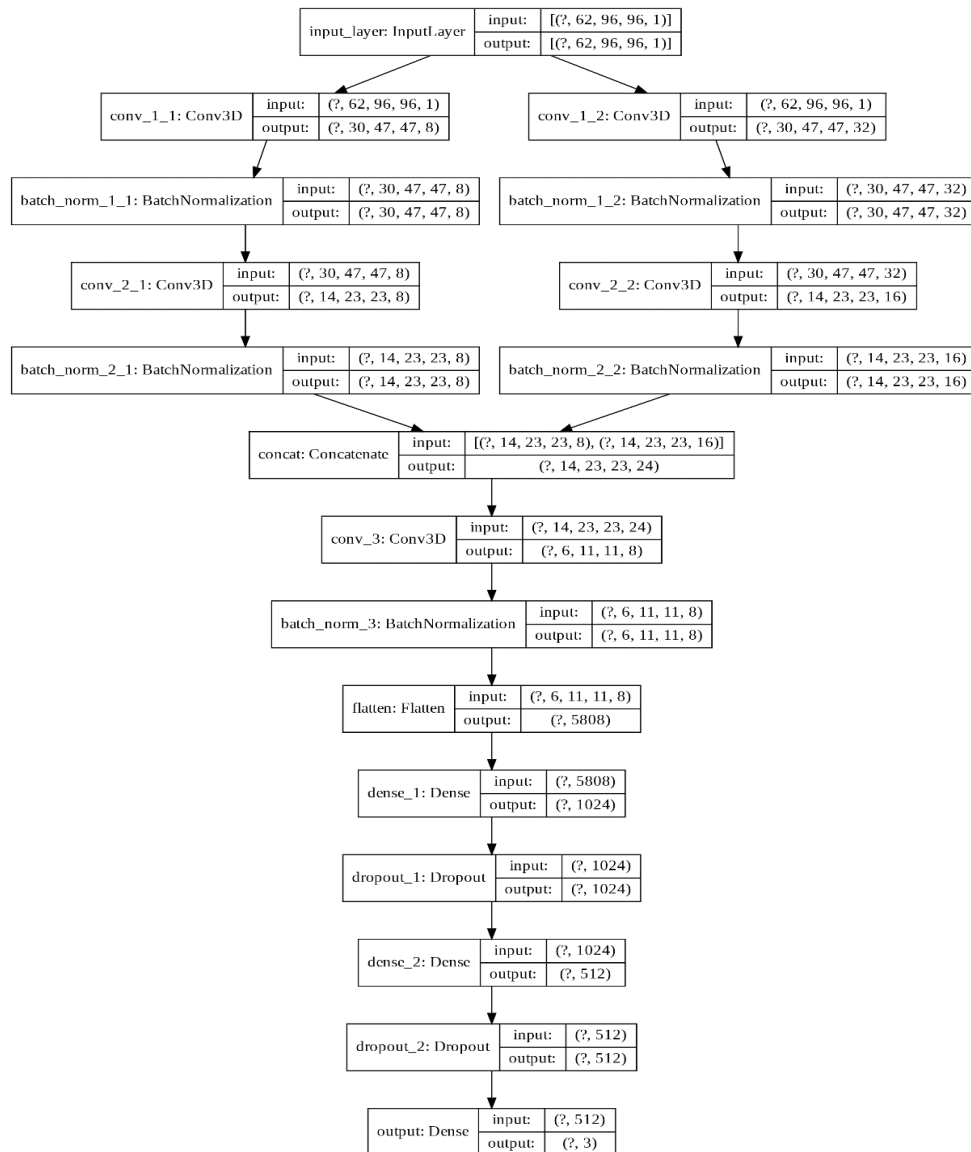 input_layer: InputLayer
input: [(?, 62, 96, 96, 1)]
output: [(?, 62, 96, 96, 1)]
conv_1_1: Conv3D
input: (?, 62, 96, 96, 1)
output: (?, 30, 47, 47, 8)
conv_1_2: Conv3D
input: (?, 62, 96, 96, 1)
output: (?, 30, 47, 47, 32)
batch_norm_1_1: BatchNormalization
input: (?, 30, 47, 47, 8)
output: (?, 30, 47, 47, 8)
batch_norm_1_2: BatchNormalization
input: (?, 30, 47, 47, 32)
output: (?, 30, 47, 47, 32)
conv_2_1: Conv3D
input: (?, 30, 47, 47, 8)
output: (?, 14, 23, 23, 8)
conv_2_2: Conv3D
input: (?, 30, 47, 47, 32)
output: (?, 14, 23, 23, 16)
batch_norm_2_1: BatchNormalization
input: (?, 14, 23, 23, 8)
output: (?, 14, 23, 23, 8)
batch_norm_2_2: BatchNormalization
input: (?, 14, 23, 23, 16)
output: (?, 14, 23, 23, 16)
concat: Concatenate
input: [(?, 14, 23, 23, 8), (?, 14, 23, 23, 16)]
output: (?, 14, 23, 23, 24)
conv_3: Conv3D
input: (?, 14, 23, 23, 24)
output: (?, 6, 11, 11, 8)
batch_norm_3: BatchNormalization
input: (?, 6, 11, 11, 8)
output: (?, 6, 11, 11, 8)
flatten: Flatten
input: (?, 6, 11, 11, 8)
output: (?, 5808)
dense_1: Dense
input: (?, 5808)
output: (?, 1024)
dropout_1: Dropout
input: (?, 1024)
output: (?, 1024)
dense_2: Dense
input: (?, 1024)
output: (?, 512)
dropout_2: Dropout
input: (?, 512)
output: (?, 512)
output: Dense
input: (?, 512)
output: (?, 3)